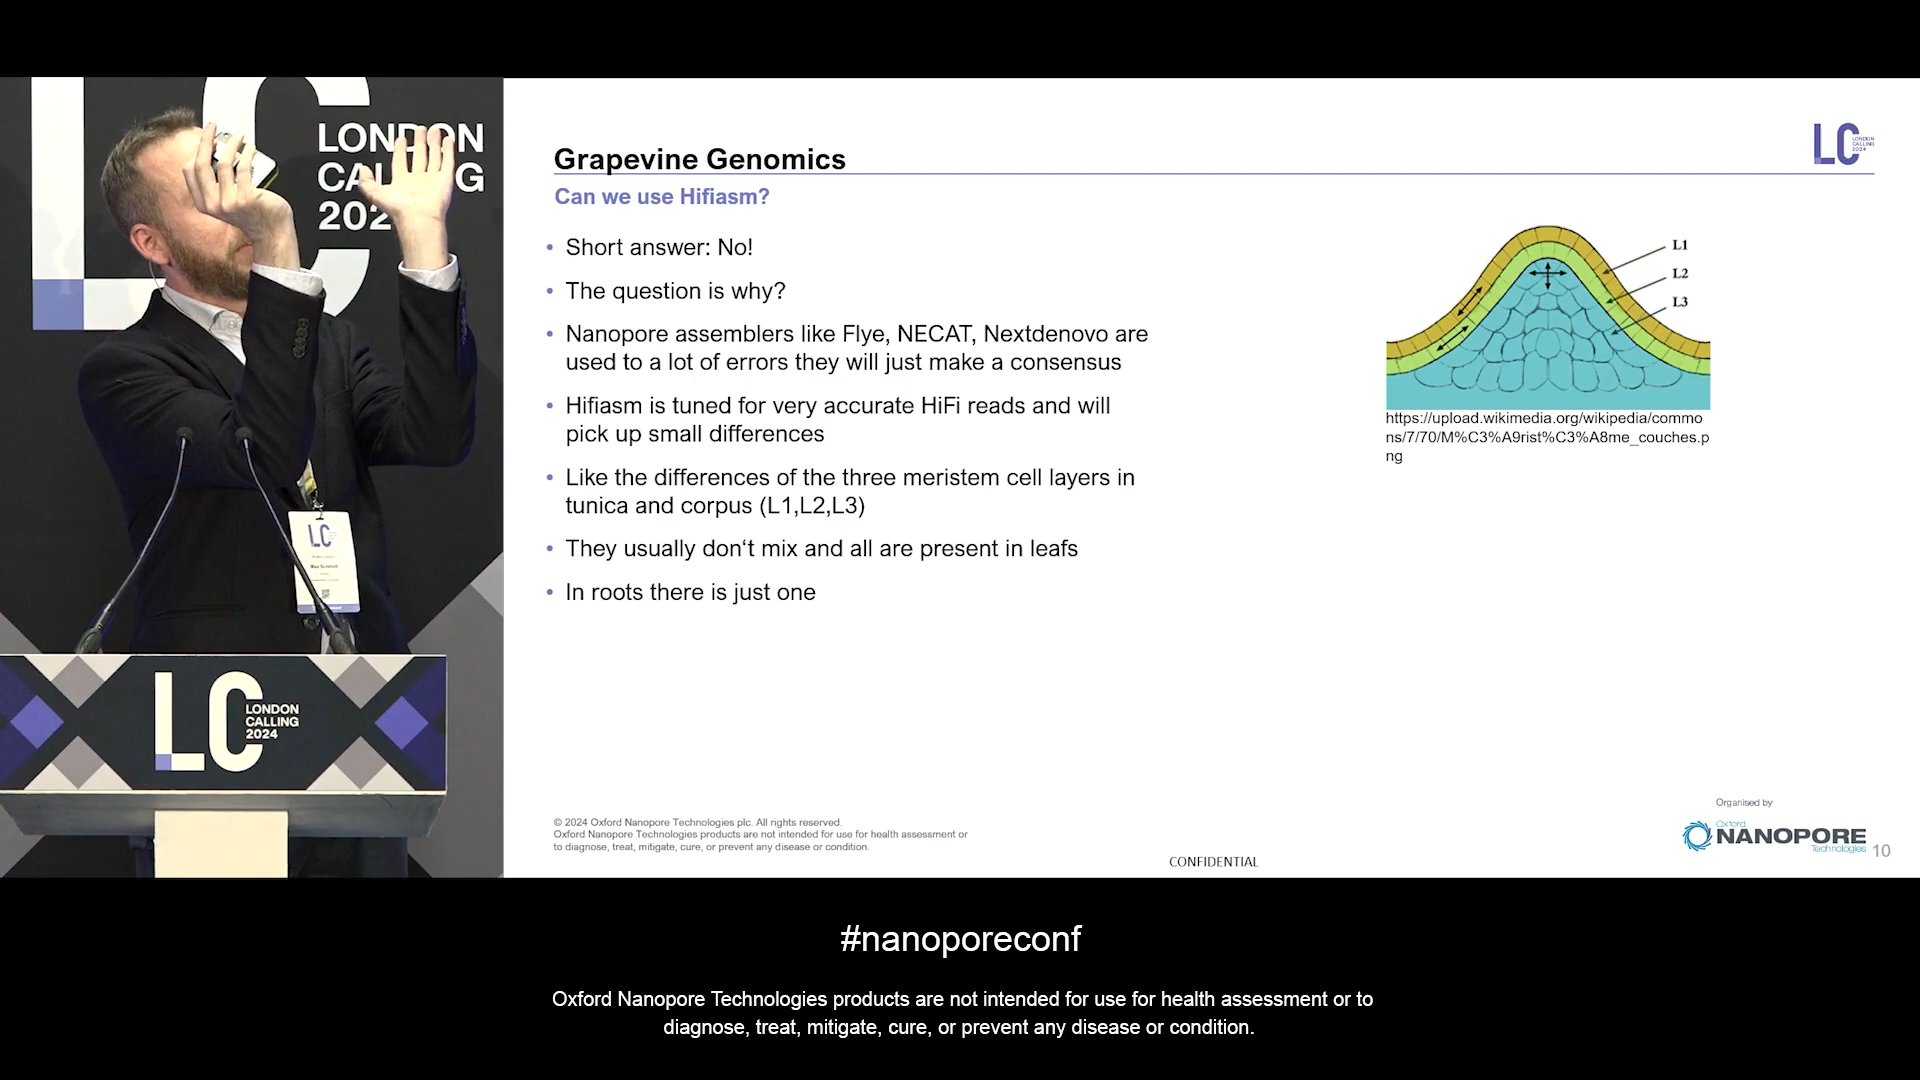 LONDON
CALLING
202
Grapevine Genomics
Can we use Hifiasm?
• Short answer: No!
• The question is why?
• Nanopore assemblers like Flye, NECAT, Nextdenovo are
used to a lot of errors they will just make a consensus
• Hifiasm is tuned for very accurate HiFi reads and will
pick up small differences
• Like the differences of the three meristem cell layers in
tunica and corpus (L1,L2,L3)
• They usually don‘t mix and all are present in leafs
• In roots there is just one
LC
LONDON
CALLING
2024
L1
L2
L3
https://upload.wikimedia.org/wikipedia/commo
ns/7/70/M%C3%A9rist%C3%A8me_couches.p
ng
LC
Max Schmidt
LC
LONDON
CALLING
2024
© 2024 Oxford Nanopore Technologies plc. All rights reserved.
Oxford Nanopore Technologies products are not intended for use for health assessment or
to diagnose, treat, mitigate, cure, or prevent any disease or condition.
CONFIDENTIAL
Organised by
Oxford
NANOPORE
Technologies
10
#nanoporeconf
Oxford Nanopore Technologies products are not intended for use for health assessment or to
diagnose, treat, mitigate, cure, or prevent any disease or condition.